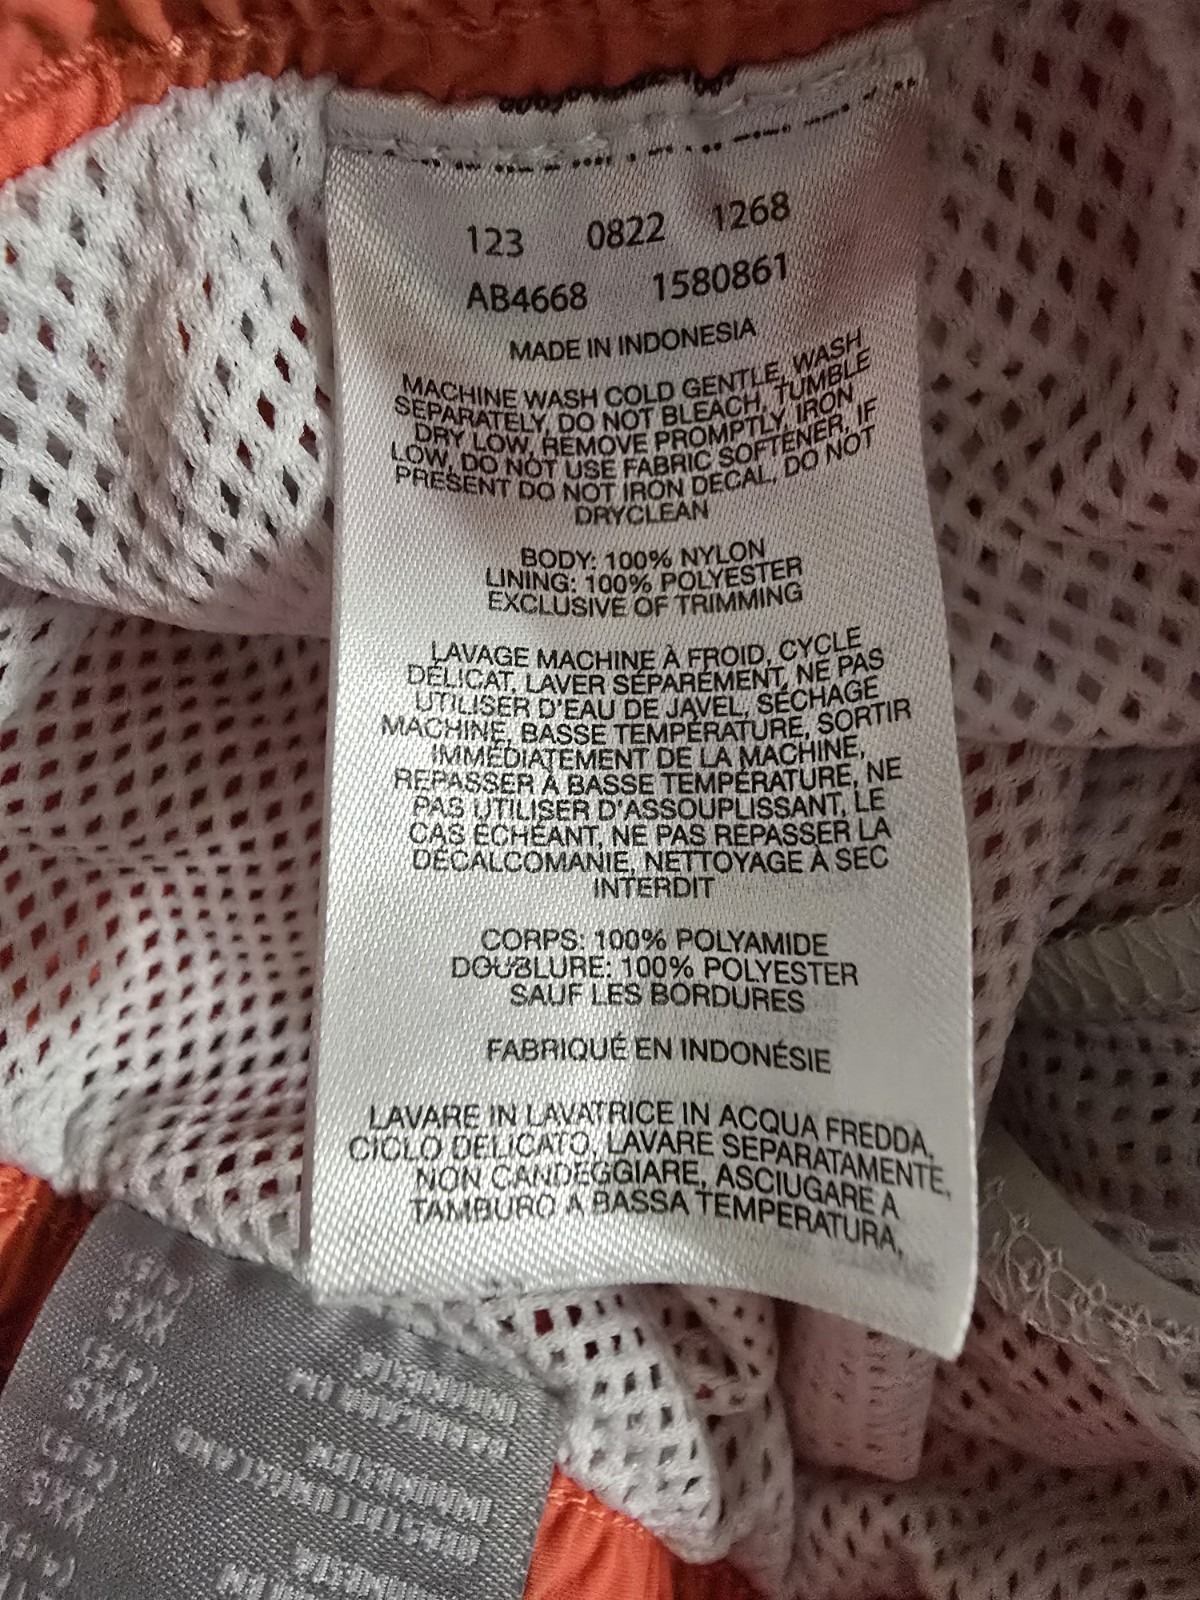 123 0822 1268
AB4668 1580861
MADE IN INDONESIA
MACHINE WASH COLD GENTLE, WASH
SEPARATELY, DO NOT BLEACH, TUMBLE
DRY LOW, REMOVE PROMPTLY, IRON
LOW, DO NOT USE FABRIC SOFTENER, IF
PRESENT DO NOT IRON DECAL, DO NOT
DRYCLEAN
BODY: 100% NYLON
LINING: 100% POLYESTER
EXCLUSIVE OF TRIMMING
LAVAGE MACHINE À FROID, CYCLE
DÉLICAT, LAVER SÉPARÉMENT, NE PAS
UTILISER D'EAU DE JAVEL, SÉCHAGE
MACHINE, BASSE TEMPÉRATURE, SORTIR
IMMÉDIATEMENT DE LA MACHINE,
REPASSER À BASSE TEMPÉRATURE, NE
PAS UTILISER D'ASSOUPLISSANT, LE
CAS ÉCHÉANT, NE PAS REPASSER LA
DÉCALCOMANIE, NETTOYAGE À SEC
INTERDIT
CORPS: 100% POLYAMIDE
DOUBLURE: 100% POLYESTER
SAUF LES BORDURES
FABRIQUÉ EN INDONÉSIE
LAVARE IN LAVATRICE IN ACQUA FREDDA,
CICLO DELICATO, LAVARE SEPARATAMENTE,
NON CANDEGGIARE, ASCIUGARE A
TAMBURO A BASSA TEMPERATURA,